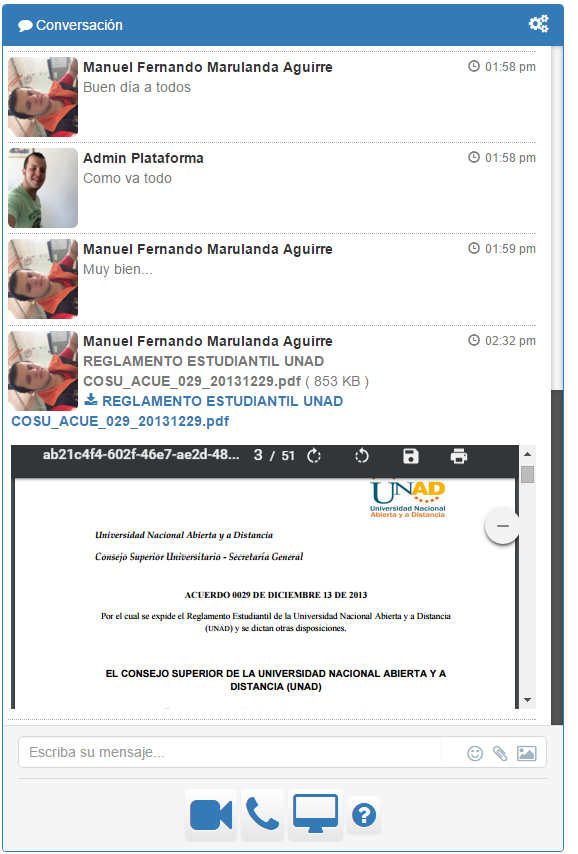 Conversación
Manuel Fernando Marulanda Aguirre 01:58 pm
Buen día a todos
Admin Plataforma 01:58 pm
Como va todo
Manuel Fernando Marulanda Aguirre 01:59 pm
Muy bien...
Manuel Fernando Marulanda Aguirre 02:32 pm
REGLAMENTO ESTUDIANTIL UNAD
COSU_ACUE_029_20131229.pdf ( 853 KB )
REGLAMENTO ESTUDIANTIL UNAD
COSU_ACUE_029_20131229.pdf
ab21c4f4-602f-46e7-ae2d-48... 3 / 51
UNAD
Universidad Nacional
Abierta y a Distancia
Universidad Nacional Abierta y a Distancia
Consejo Superior Universitario - Secretaría General
ACUERDO 0029 DE DICIEMBRE 13 DE 2013
Por el cual se expide el Reglamento Estudiantil de la Universidad Nacional Abierta y a Distancia
(UNAD) y se dictan otras disposiciones.
EL CONSEJO SUPERIOR DE LA UNIVERSIDAD NACIONAL ABIERTA Y A
DISTANCIA (UNAD)
Escriba su mensaje...